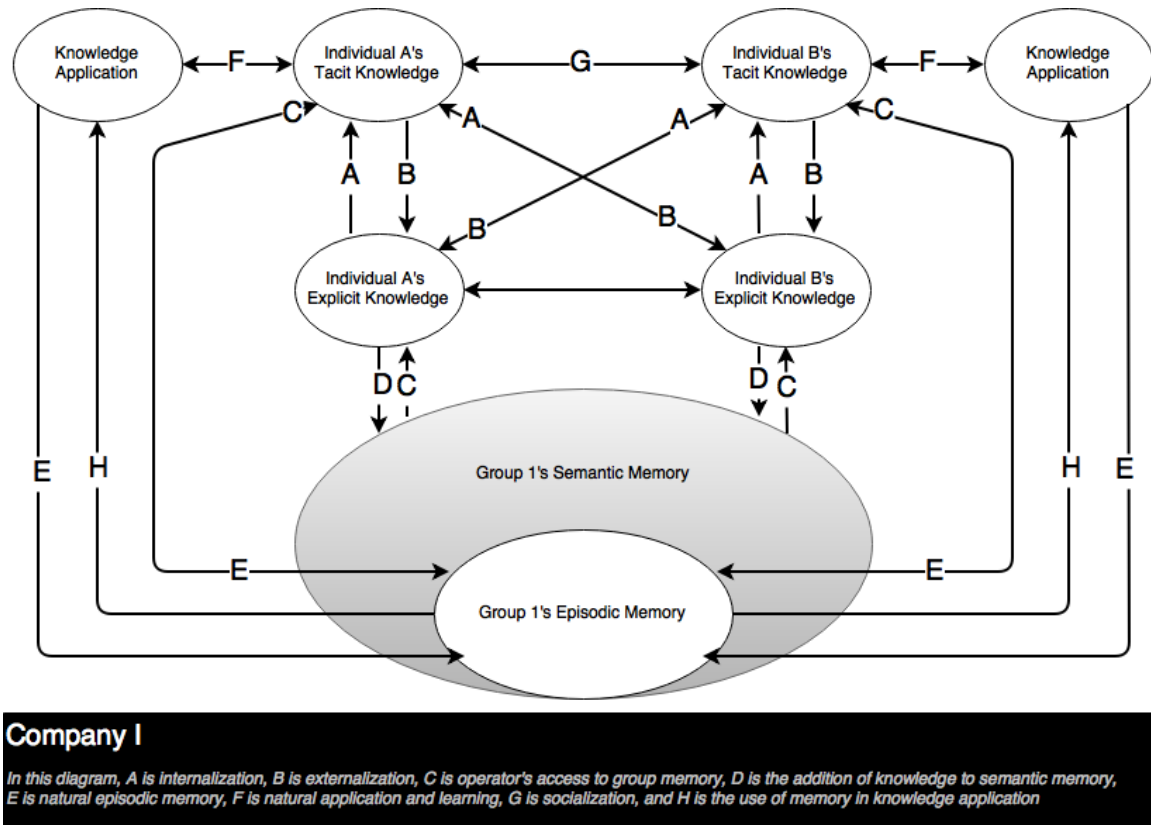 Knowledge
Application
F
Individual A's
Tacit Knowledge
G
Individual B's
Tacit Knowledge
F
Knowledge
Application
C
A
A
C
A
B
A
B
B
B
Individual A's
Explicit Knowledge
Individual B's
Explicit Knowledge
D
C
D
C
E
H
Group 1's Semantic Memory
H
E
E
E
Group 1's Episodic Memory
Company I
In this diagram, A is internalization, B is externalization, C is operator's access to group memory, D is the addition of knowledge to semantic memory,
E is natural episodic memory, F is natural application and learning, G is socialization, and H is the use of memory in knowledge application